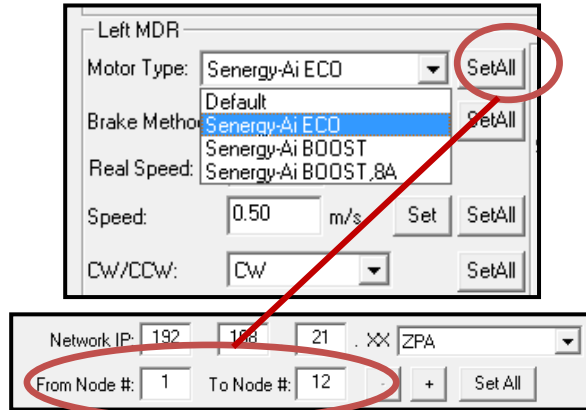 Left MDR
Motor Type: Senergy-Ai ECO SetAll
Default
Brake Metho Senergy-Ai ECO SetAll
Senergy-Ai BOOST
Real Speed: Senergy-Ai BOOST,8A
Speed: 0.50 m/s Set SetAll
CW/CCW: CW SetAll
Network IP: 192 168 21 . XX ZPA
From Node #: 1 To Node #: 12 - + Set All